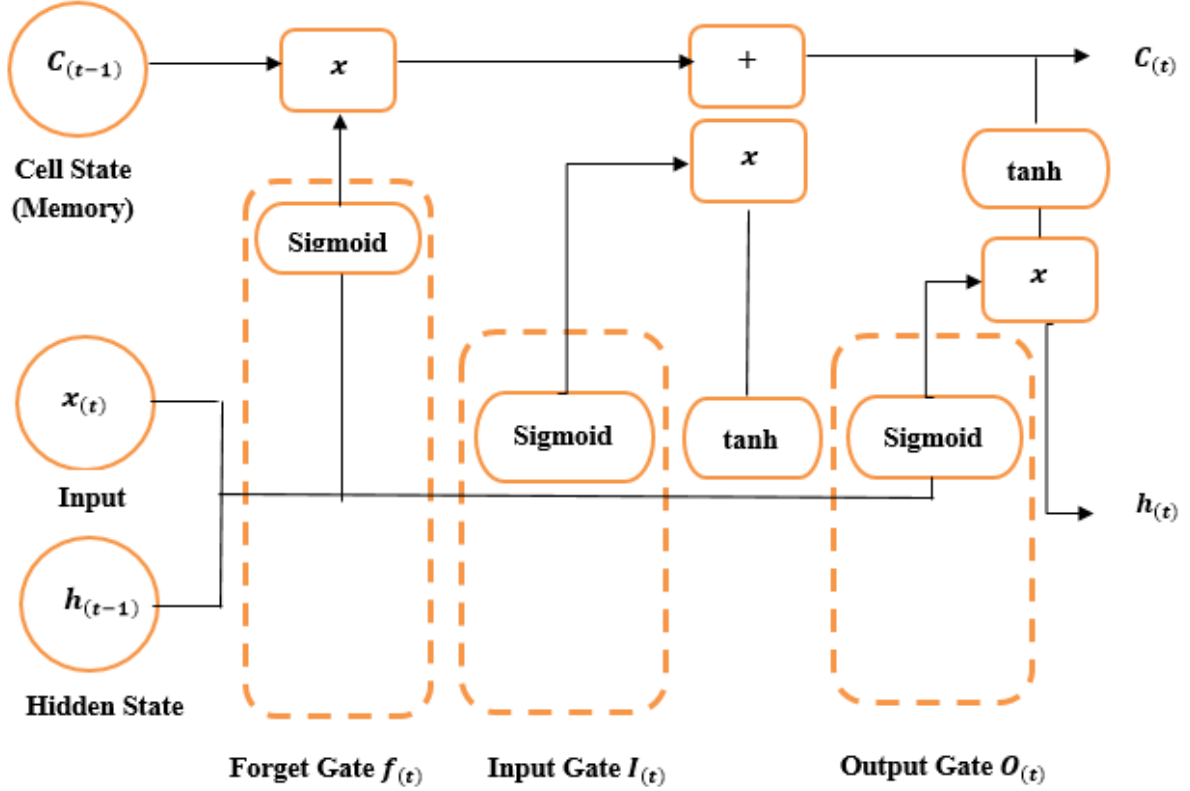 C(t−1)
x
+
C(t)
Cell State
(Memory)
x
tanh
Sigmoid
x
x(t)
Sigmoid
tanh
Sigmoid
Input
h(t)
h(t−1)
Hidden State
Forget Gate f(t)
Input Gate I(t)
Output Gate O(t)